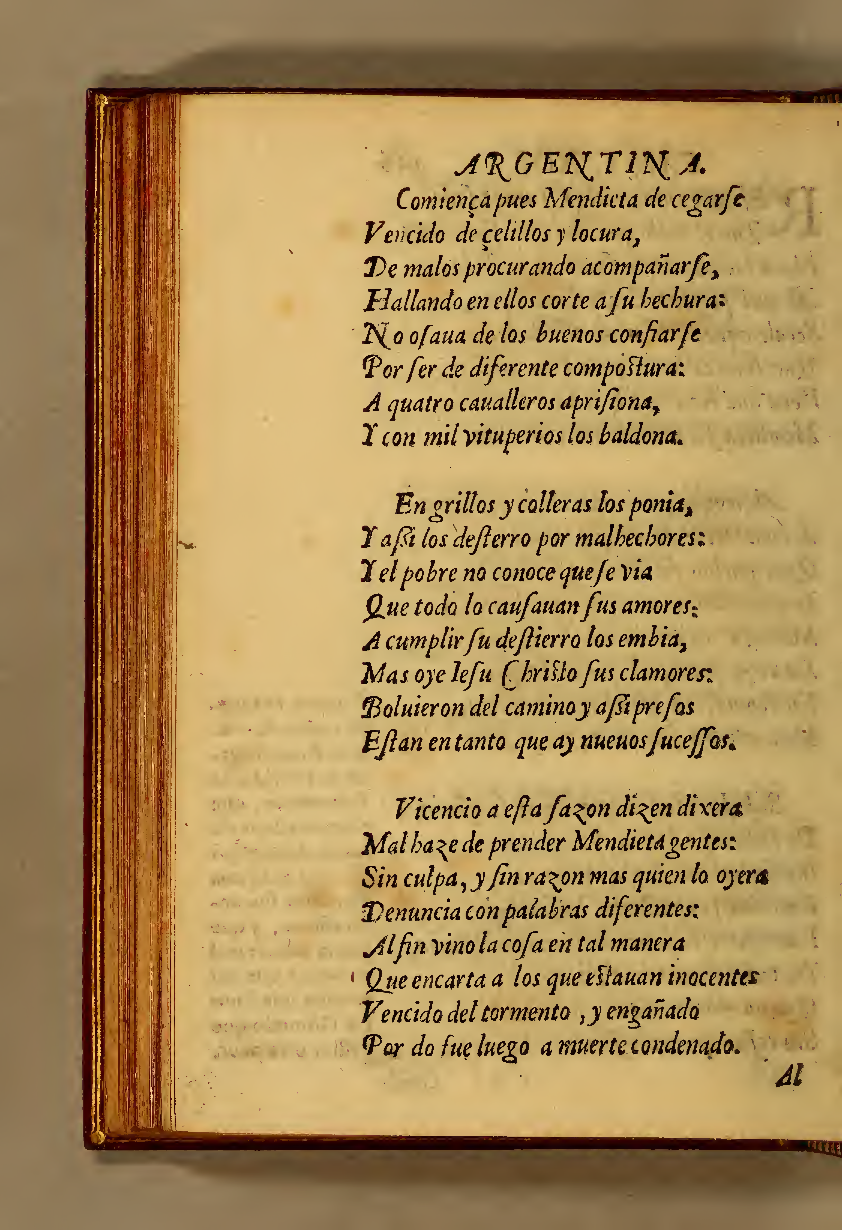 ARGENTINA.
Comiença pues Mendieta de cegarſe
Vencido de çelillos y locura,
De malos procurando acompañarſe,
Hallando en ellos corte a ſu hechura:
No oſaua de los buenos confiarſe
Por ſer de diferente compoſtura:
A quatro caualleros apriſiona,
Y con mil vituperios los baldona.
En grillos y colleras los ponia,
Y aſsi los deſterro por malhechores:
Y el pobre no conoce que ſe via
Que todo lo cauſauan ſus amores:
A cumplir ſu deſtierro los embia,
Mas oye Ieſu Chriſto ſus clamores:
Boluieron del camino y aſsi preſos
Eſtan en tanto que ay nueuos ſuceſſos.
Vicencio a eſta ſazon dizen dixera
Mal haze de prender Mendieta gentes:
Sin culpa, y ſin razon mas quien lo oyera
Denuncia con palabras diferentes:
Al fin vino la coſa en tal manera
Que encarta a los que eſtauan inocentes
Vencido del tormento, y engañado
Por do fue luego a muerte condenado.
Al